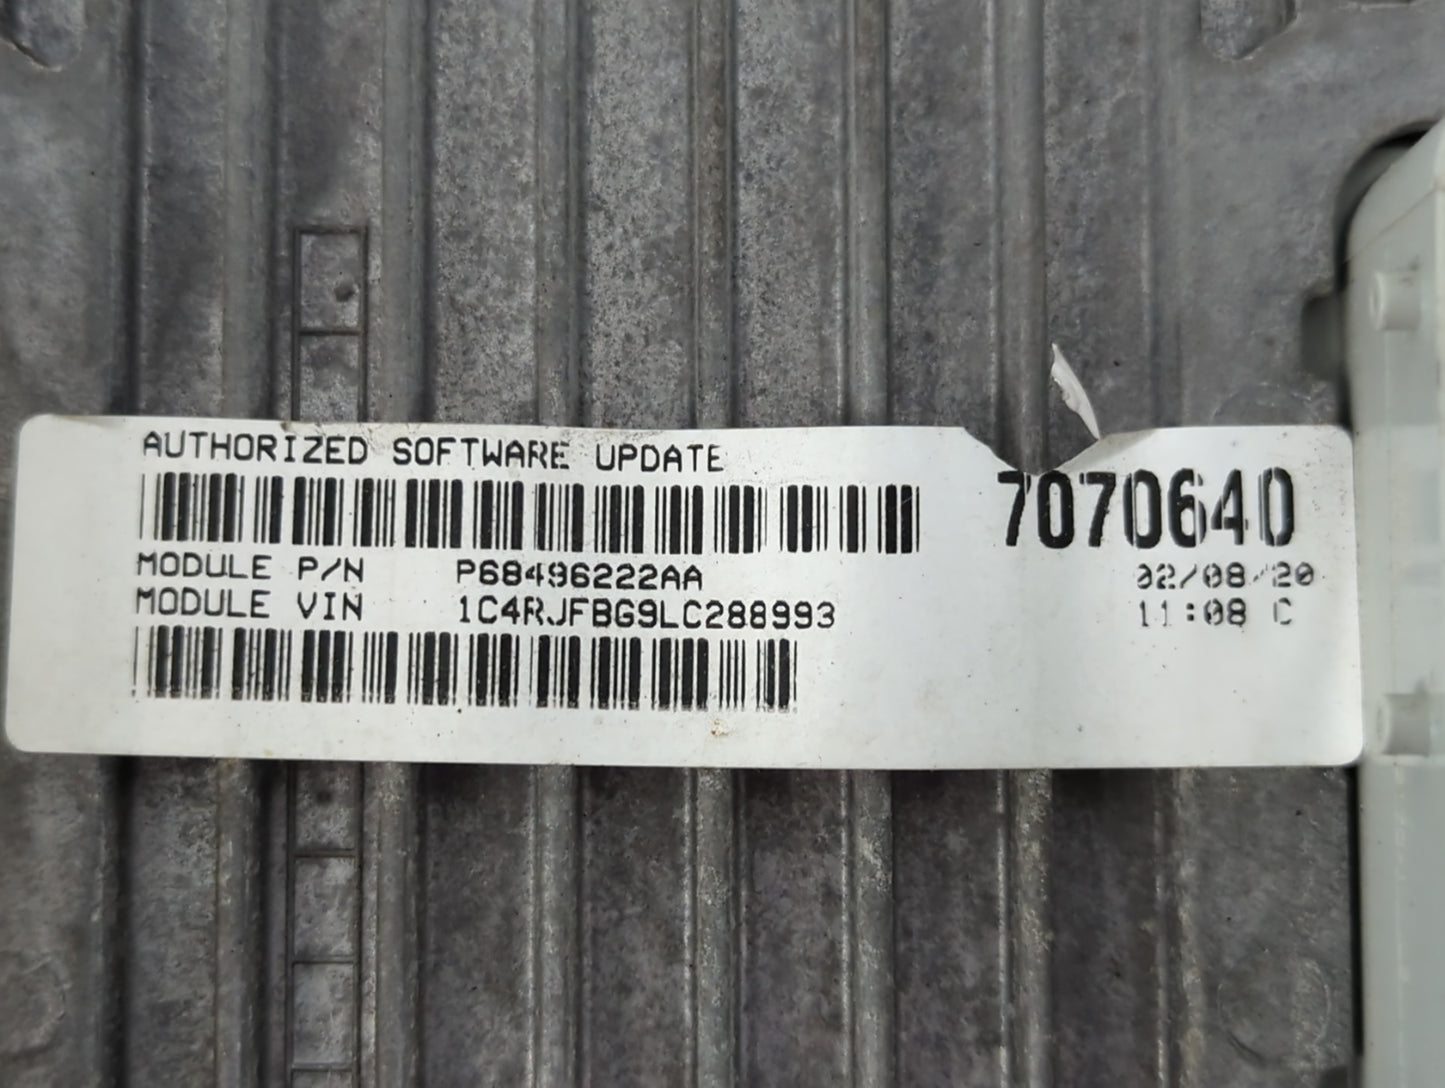 AUTHORIZED SOFTWARE UPDATE
7070640
MODULE P/N P68496222AA 02/08/20
MODULE VIN 1C4RJFBG9LC288993 11:08 C